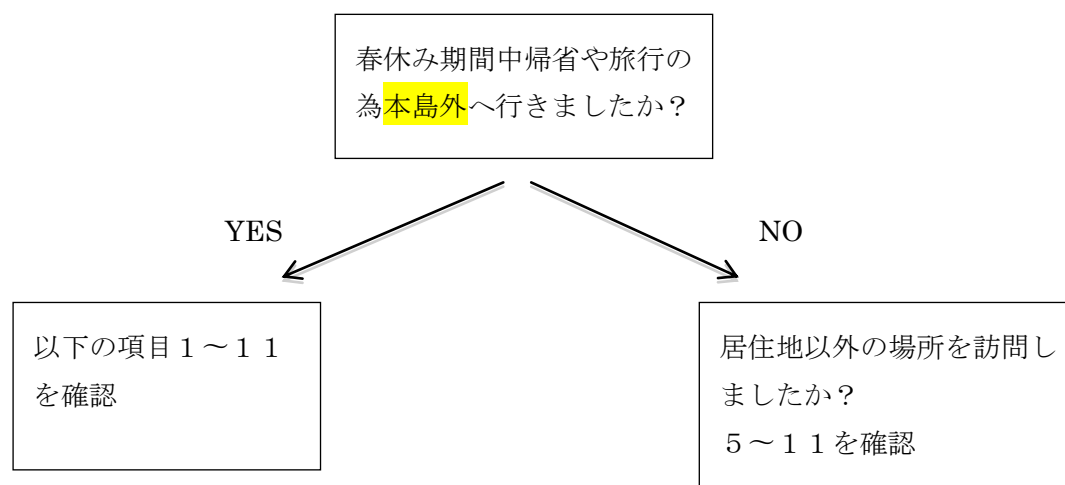 春休み期間中帰省や旅行の
為本島外へ行きましたか？
YES
NO
以下の項目１～１１
を確認
居住地以外の場所を訪問し
ましたか？
５～１１を確認